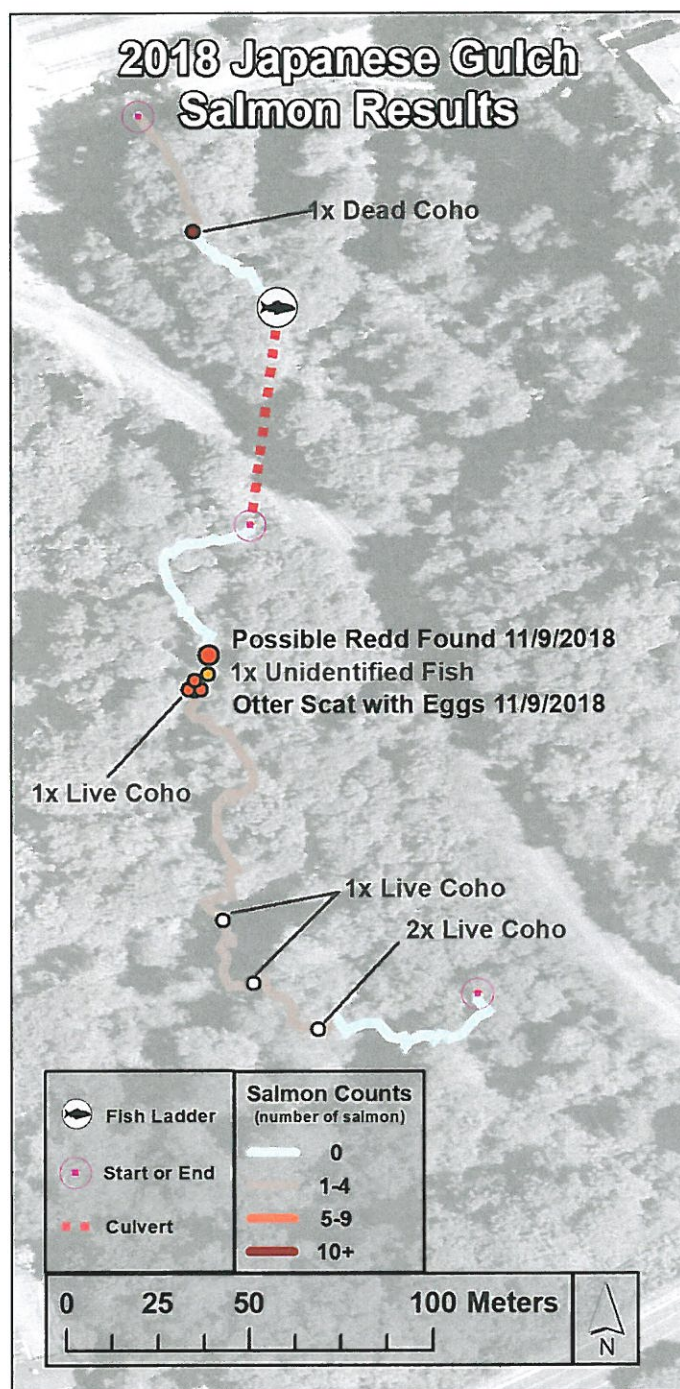 2018 Japanese Gulch
Salmon Results
1x Dead Coho
Possible Redd Found 11/9/2018
1x Unidentified Fish
Otter Scat with Eggs 11/9/2018
1x Live Coho
1x Live Coho
2x Live Coho
Fish Ladder
Start or End
Culvert
Salmon Counts
(number of salmon)
0
1-4
5-9
10+
0 25 50 100 Meters
N